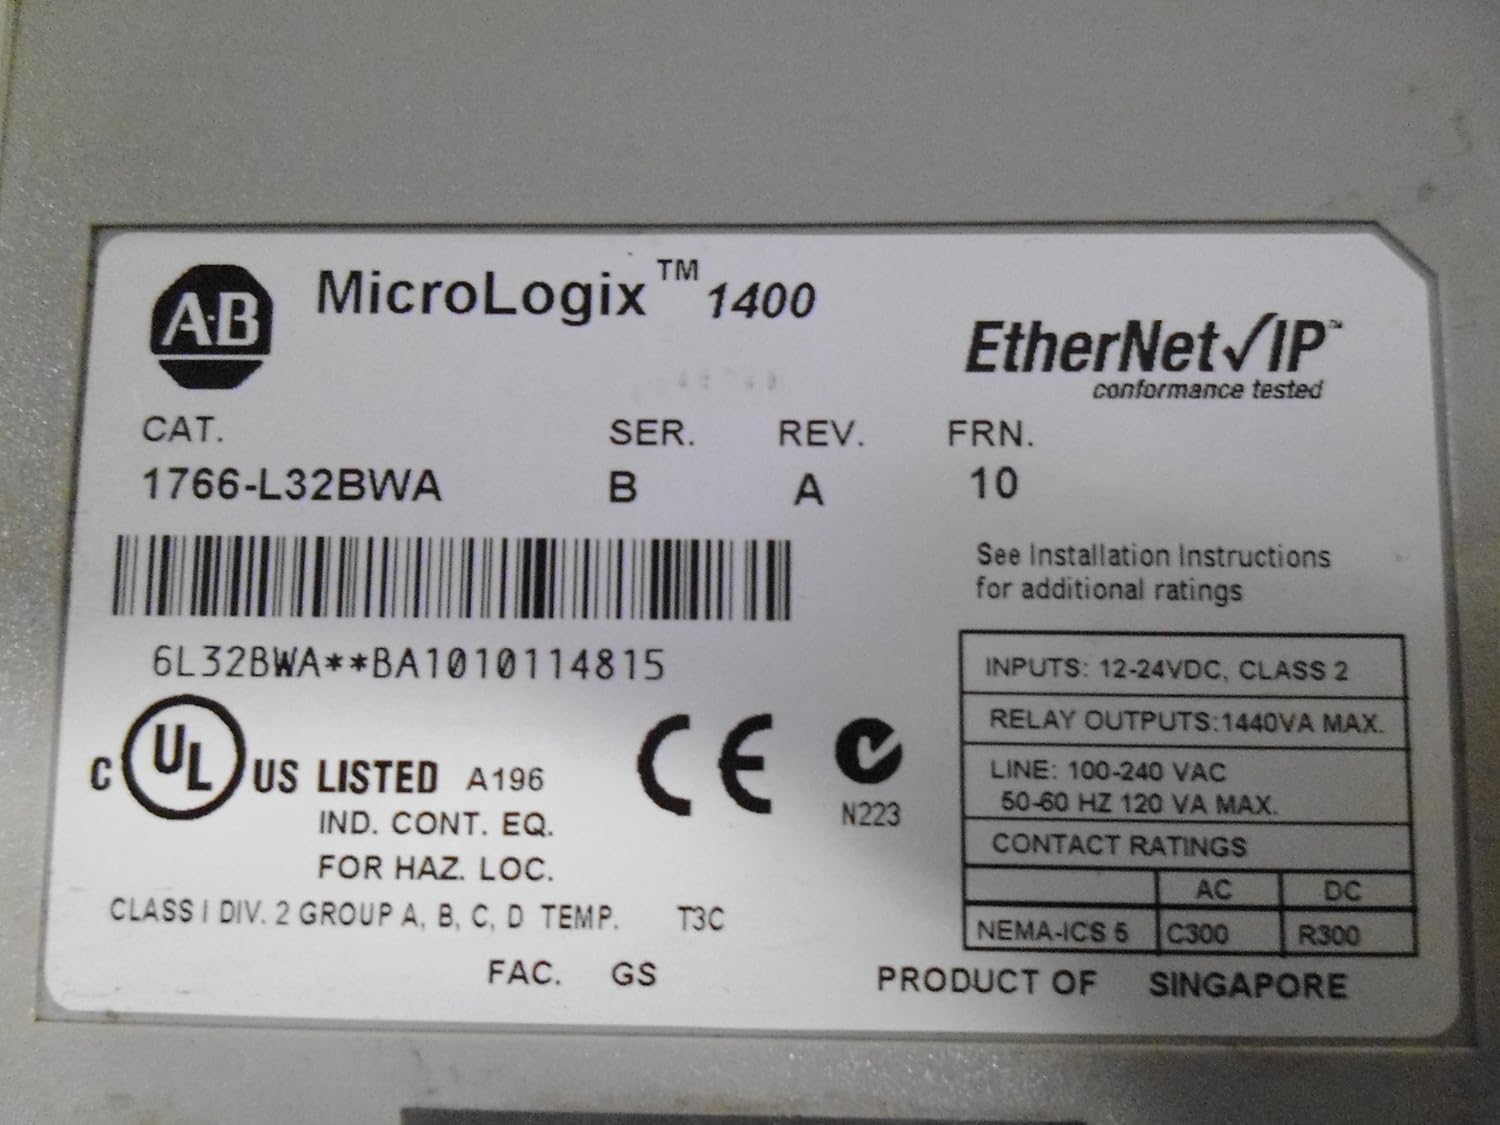 A·B MicroLogix™ 1400
EtherNet/IP™
conformance tested
CAT. SER. REV. FRN.
1766-L32BWA B A 10
See Installation Instructions
for additional ratings
6L32BWA**BA1010114815
INPUTS: 12-24VDC, CLASS 2
RELAY OUTPUTS:1440VA MAX.
LINE: 100-240 VAC
50-60 HZ 120 VA MAX.
CONTACT RATINGS
AC DC
NEMA-ICS 5 C300 R300
C UL US LISTED A196
IND. CONT. EQ.
FOR HAZ. LOC.
CE
N223
CLASS I DIV. 2 GROUP A, B, C, D TEMP. T3C
FAC. GS
PRODUCT OF SINGAPORE